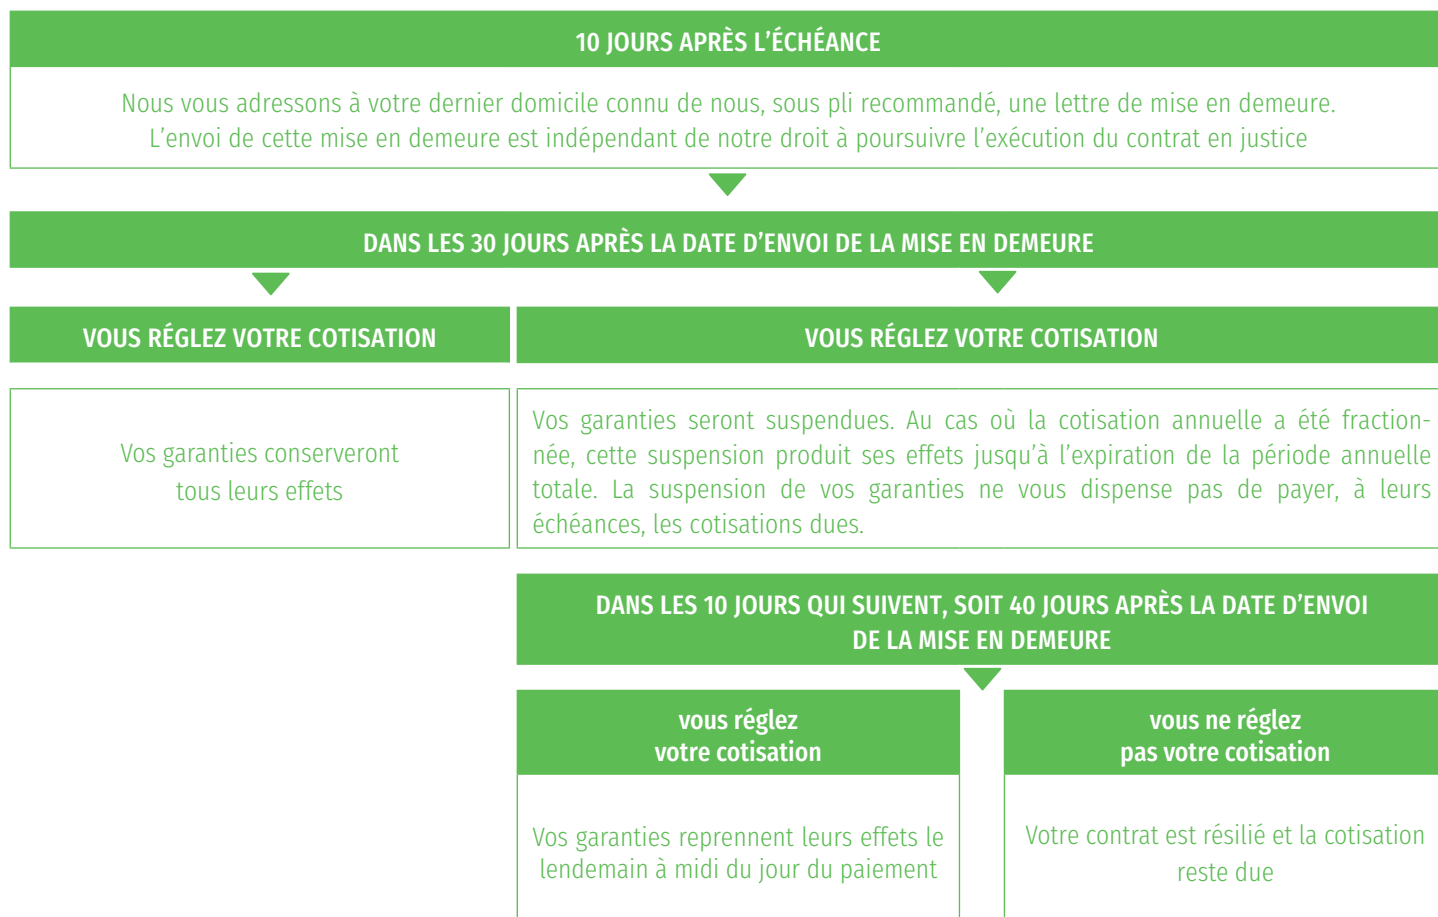 10 JOURS APRÈS L’ÉCHÉANCE
Nous vous adressons à votre dernier domicile connu de nous, sous pli recommandé, une lettre de mise en demeure.
L’envoi de cette mise en demeure est indépendant de notre droit à poursuivre l’exécution du contrat en justice
DANS LES 30 JOURS APRÈS LA DATE D’ENVOI DE LA MISE EN DEMEURE
VOUS RÉGLEZ VOTRE COTISATION
Vos garanties conserveront
tous leurs effets
VOUS RÉGLEZ VOTRE COTISATION
Vos garanties seront suspendues. Au cas où la cotisation annuelle a été fraction-
née, cette suspension produit ses effets jusqu’à l’expiration de la période annuelle
totale. La suspension de vos garanties ne vous dispense pas de payer, à leurs
échéances, les cotisations dues.
DANS LES 10 JOURS QUI SUIVENT, SOIT 40 JOURS APRÈS LA DATE D’ENVOI
DE LA MISE EN DEMEURE
vous réglez
votre cotisation
Vos garanties reprennent leurs effets le
lendemain à midi du jour du paiement
vous ne réglez
pas votre cotisation
Votre contrat est résilié et la cotisation
reste due